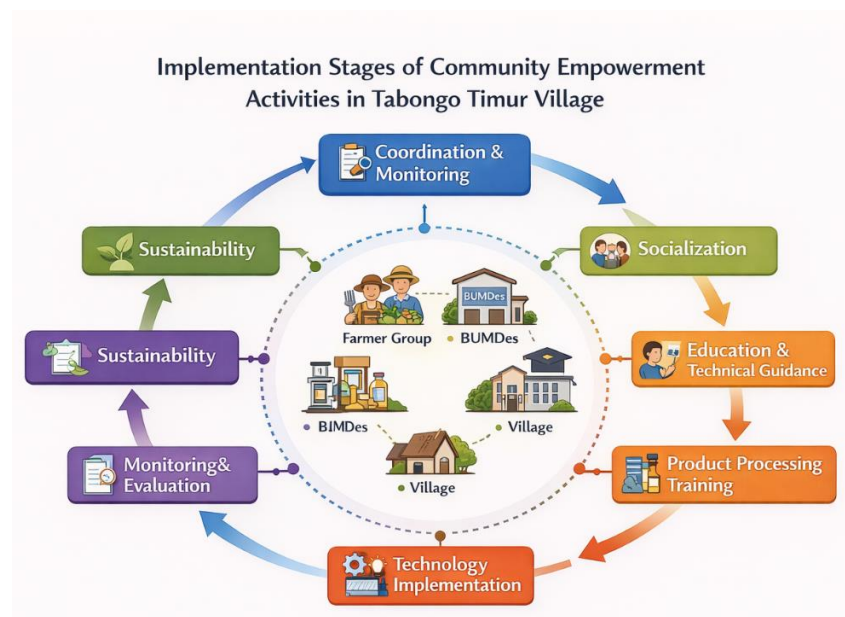 Implementation Stages of Community Empowerment
Activities in Tabongo Timur Village
Coordination &
Monitoring
Socialization
Education &
Technical Guidance
Product Processing
Training
Technology
Implementation
Monitoring&
Evaluation
Sustainability
Sustainability
BUMDes
Farmer Group
BUMDes
BIMDes
Village
Village